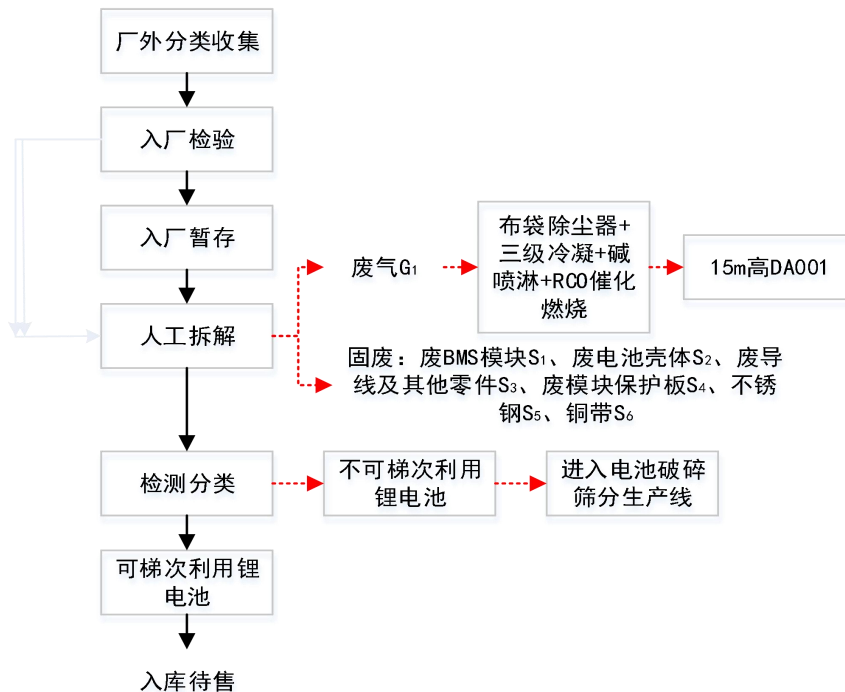 厂外分类收集
入厂检验
入厂暂存
布袋除尘器+
三级冷凝+碱
喷淋+RCO催化
燃烧
废气G₁
15m高DA001
人工拆解
固废：废BMS模块S₁、废电池壳体S₂、废导
线及其他零件S₃、废模块保护板S₄、不锈
钢S₅、铜带S₆
检测分类
不可梯次利用
锂电池
进入电池破碎
筛分生产线
可梯次利用锂
电池
入库待售